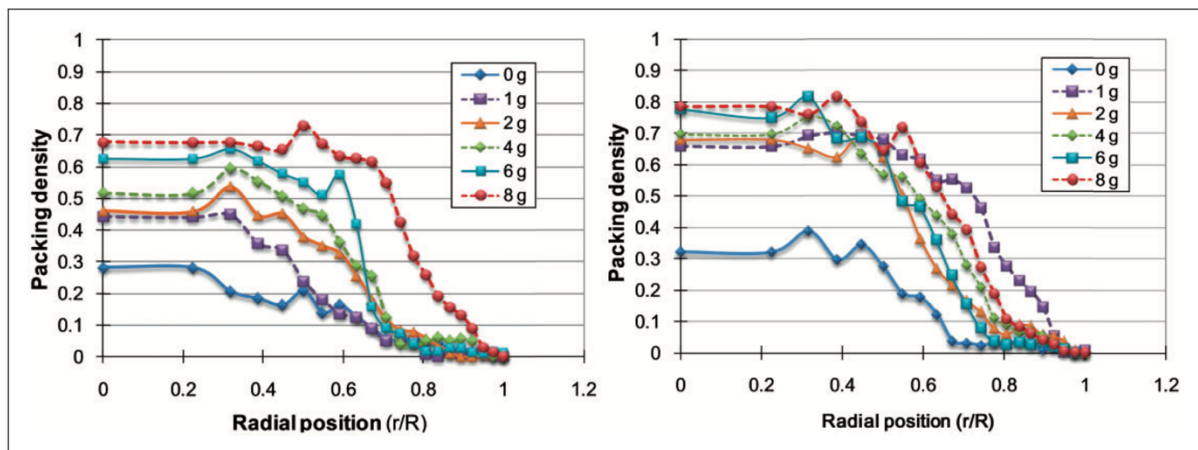 1
0.9
0.8
0.7
0.6
0.5
0.4
0.3
0.2
0.1
0
Packing density
0 0.2 0.4 0.6 0.8 1 1.2
Radial position (r/R)
0 g
1 g
2 g
4 g
6 g
8 g
1
0.9
0.8
0.7
0.6
0.5
0.4
0.3
0.2
0.1
0
Packing density
0 0.2 0.4 0.6 0.8 1 1.2
Radial position (r/R)
0 g
1 g
2 g
4 g
6 g
8 g